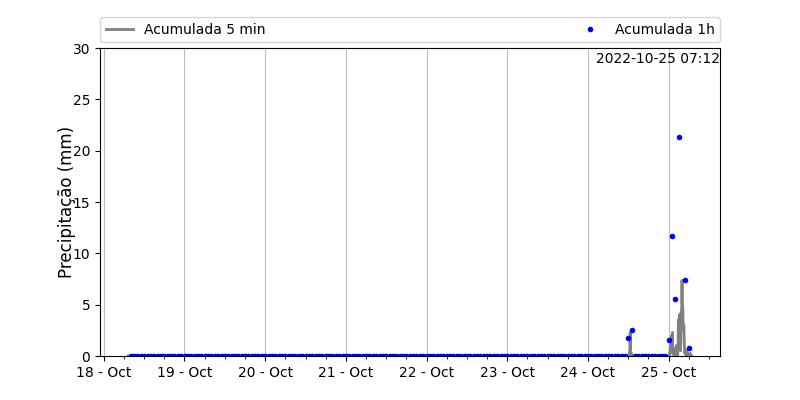 Acumulada 5 min
Acumulada 1h
2022-10-25 07:12
Precipitação (mm)
30
25
20
15
10
5
0
18 - Oct
19 - Oct
20 - Oct
21 - Oct
22 - Oct
23 - Oct
24 - Oct
25 - Oct